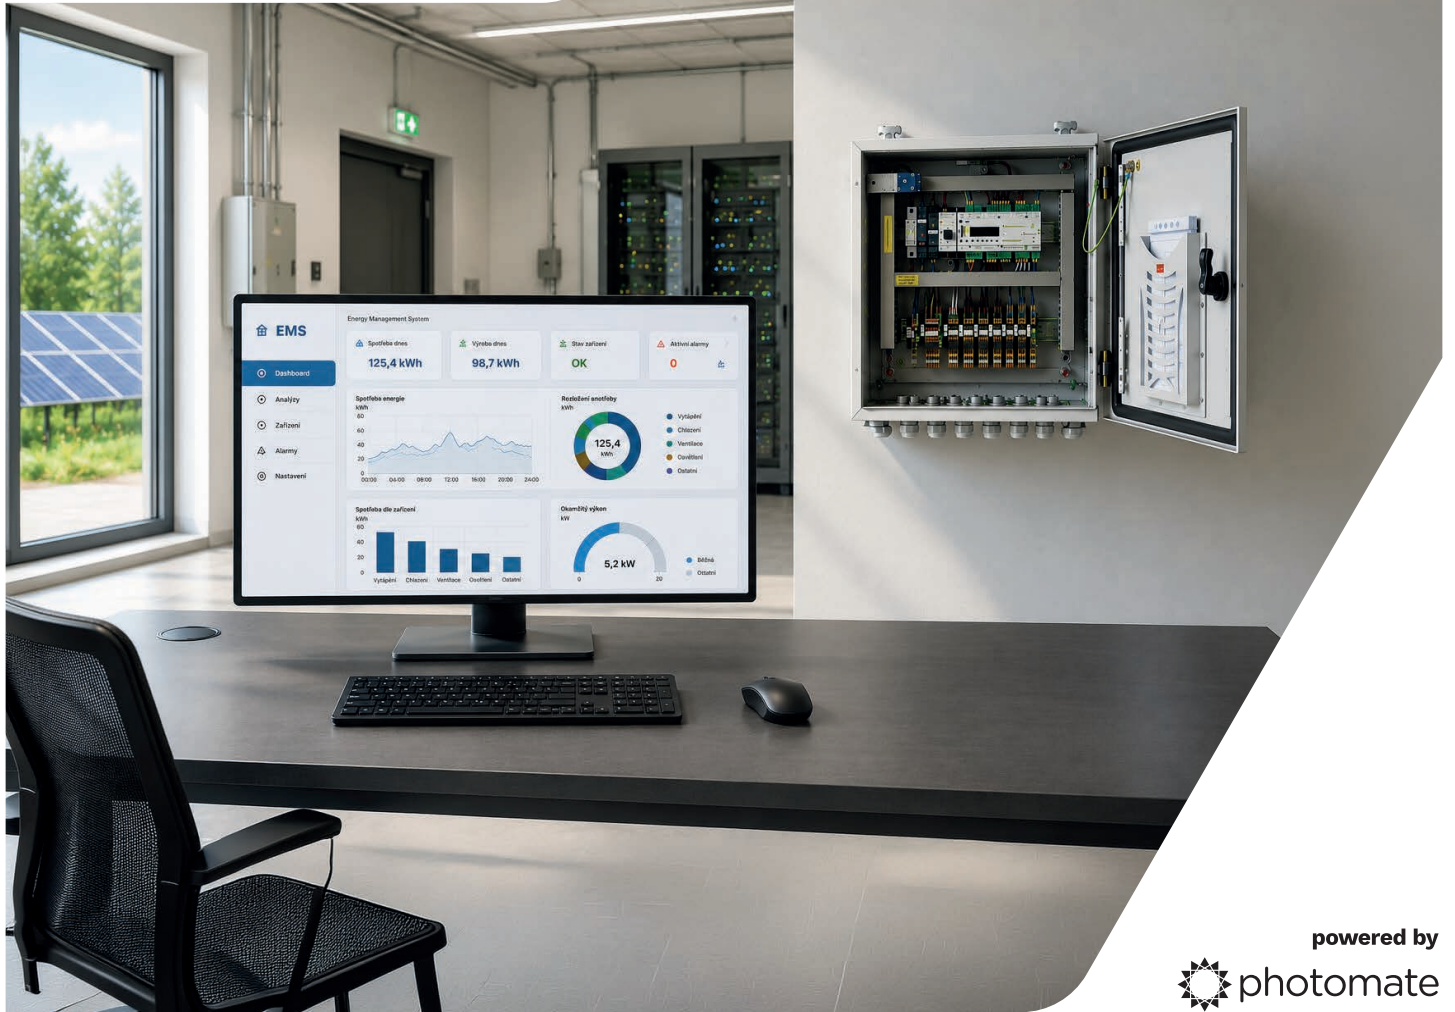 EMS
Dashboard
Analýzy
Zařízení
Alarmy
Nastavení
Energy Management System
Spotřeba dnes
125,4 kWh
Výroba dnes
98,7 kWh
Stav zařízení
OK
Aktivní alarmy
0
Spotřeba energie
kWh
80
60
40
20
0
00:00 04:00 08:00 12:00 16:00 20:00 24:00
Rozložení spotřeby
kWh
125,4
kWh
Vytápění
Chlazení
Ventilace
Osvětlení
Ostatní
Spotřeba dle zařízení
kWh
60
40
20
0
Vytápění Chlazení Ventilace Osvětlení Ostatní
Okamžitý výkon
kW
5,2 kW
0 20
Běžné
Ostatní
powered by
photomate